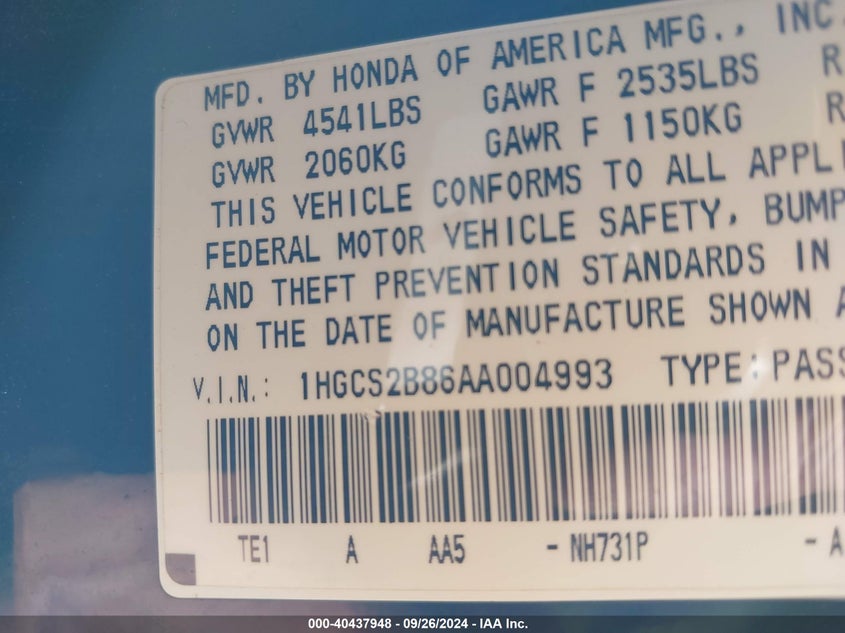 MFD. BY HONDA OF AMERICA MFG., INC.
GVWR 4541LBS GAWR F 2535LBS R
GVWR 2060KG GAWR F 1150KG R
THIS VEHICLE CONFORMS TO ALL APPLI
FEDERAL MOTOR VEHICLE SAFETY, BUMP
AND THEFT PREVENTION STANDARDS IN
ON THE DATE OF MANUFACTURE SHOWN A
V.I.N.: 1HGCS2B86AA004993 TYPE: PASS
TE1 A AA5 - NH731P - A
000-40437948 - 09/26/2024 - IAA Inc.